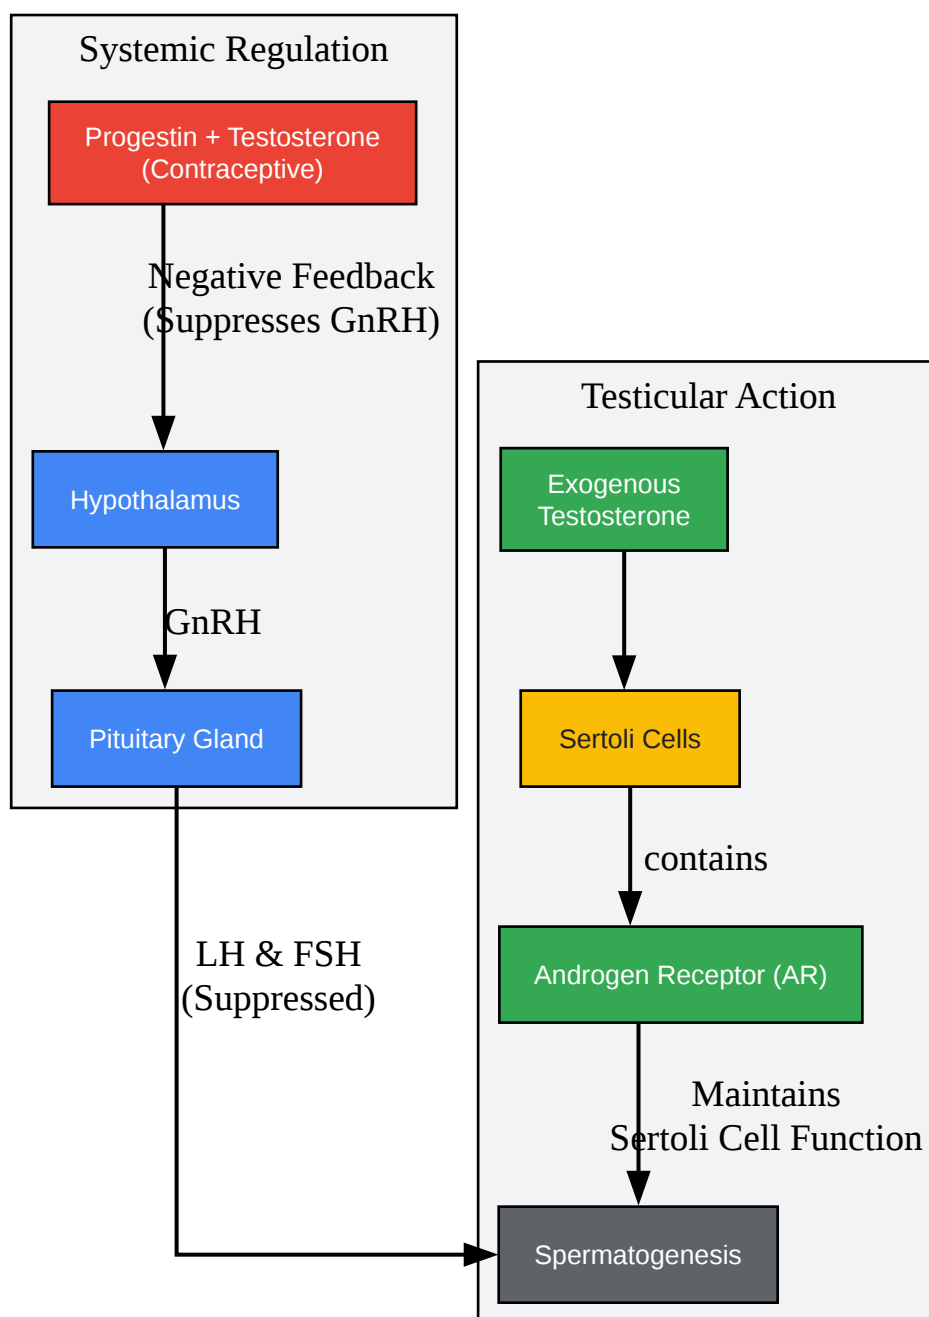 Systemic Regulation
Progestin + Testosterone
(Contraceptive)
Negative Feedback
(Suppresses GnRH)
Hypothalamus
GnRH
Pituitary Gland
LH & FSH
(Suppressed)
Testicular Action
Exogenous
Testosterone
Sertoli Cells
contains
Androgen Receptor (AR)
Maintains
Sertoli Cell Function
Spermatogenesis